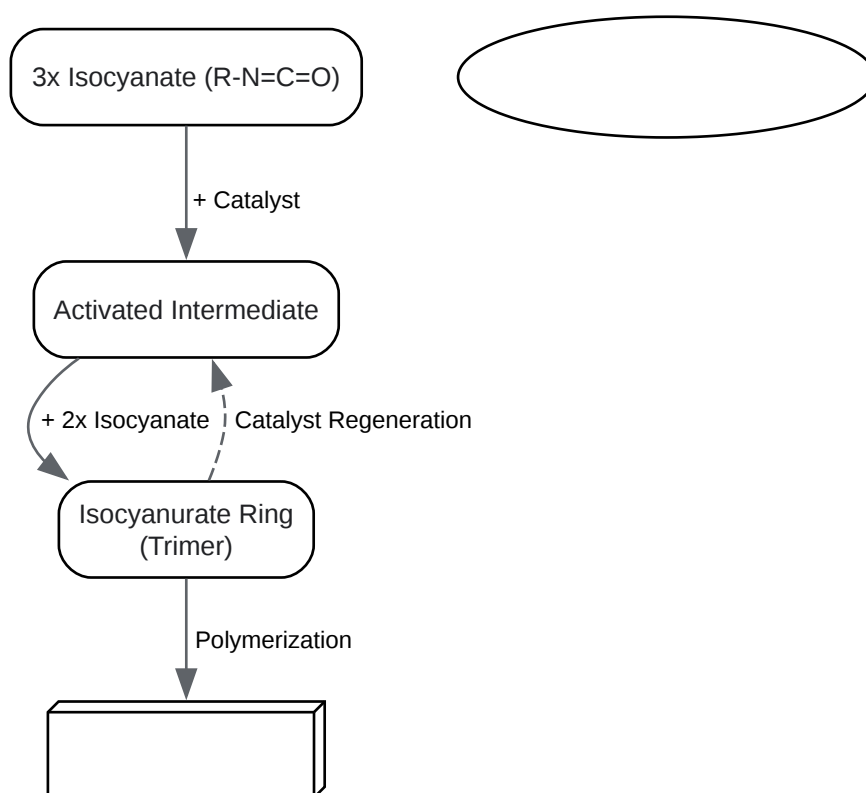 3x Isocyanate (R-N=C=O)
+ Catalyst
Activated Intermediate
+ 2x Isocyanate
Catalyst Regeneration
Isocyanurate Ring
(Trimer)
Polymerization